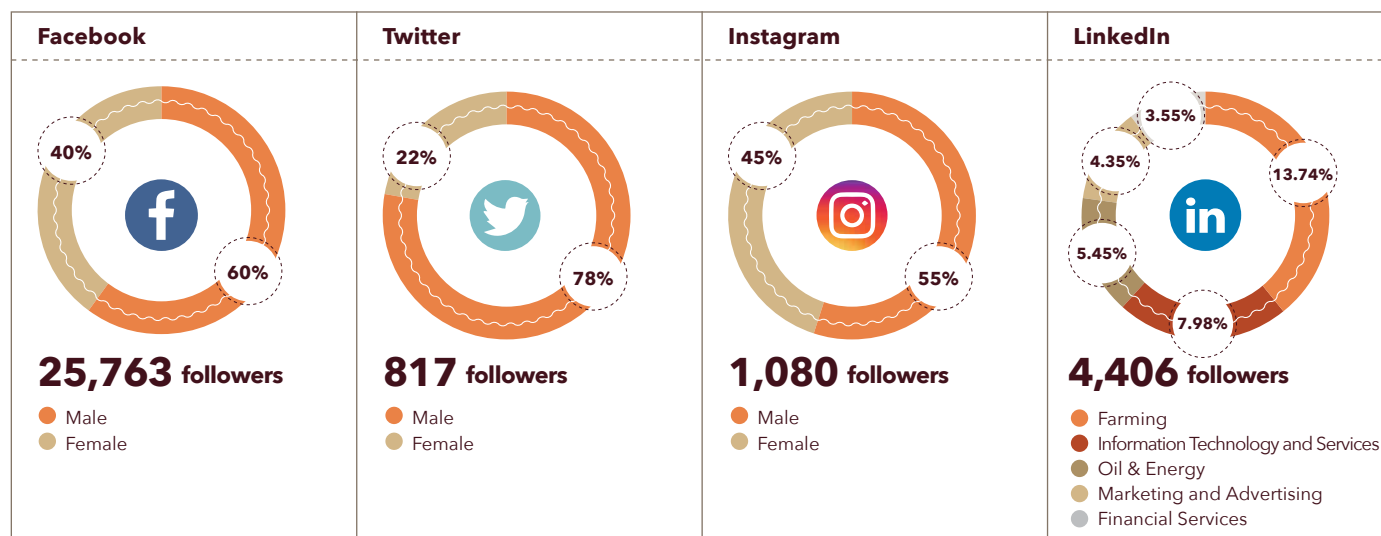 Facebook
40%
60%
25,763 followers
Male
Female
Twitter
22%
78%
817 followers
Male
Female
Instagram
45%
55%
1,080 followers
Male
Female
LinkedIn
3.55%
4.35%
13.74%
5.45%
7.98%
in
4,406 followers
Farming
Information Technology and Services
Oil & Energy
Marketing and Advertising
Financial Services